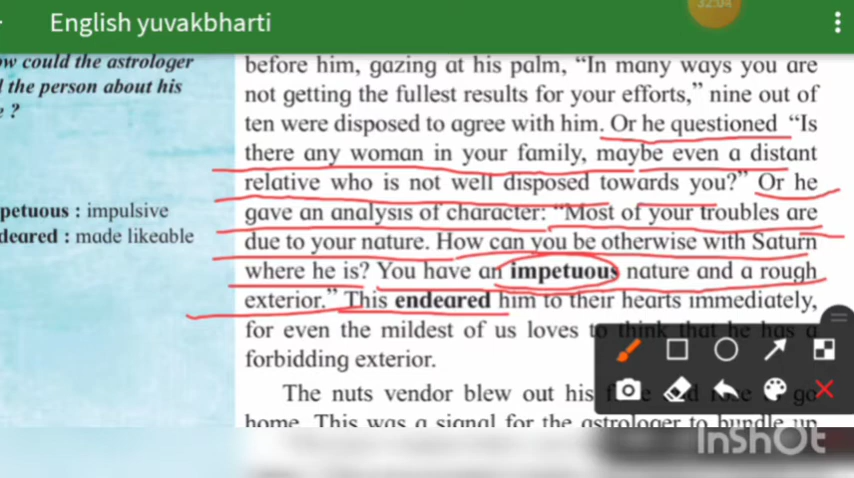 32:04
English yuvakbharti
ow could the astrologer
the person about his
e ?
petuous : impulsive
deared : made likeable
before him, gazing at his palm, “In many ways you are
not getting the fullest results for your efforts,” nine out of
ten were disposed to agree with him. Or he questioned “Is
there any woman in your family, maybe even a distant
relative who is not well disposed towards you?” Or he
gave an analysis of character: “Most of your troubles are
due to your nature. How can you be otherwise with Saturn
where he is? You have an impetuous nature and a rough
exterior.” This endeared him to their hearts immediately,
for even the mildest of us loves to think that he has a
forbidding exterior.
The nuts vendor blew out his go
home. This was a signal for the astrologer to bundle up
InShOt